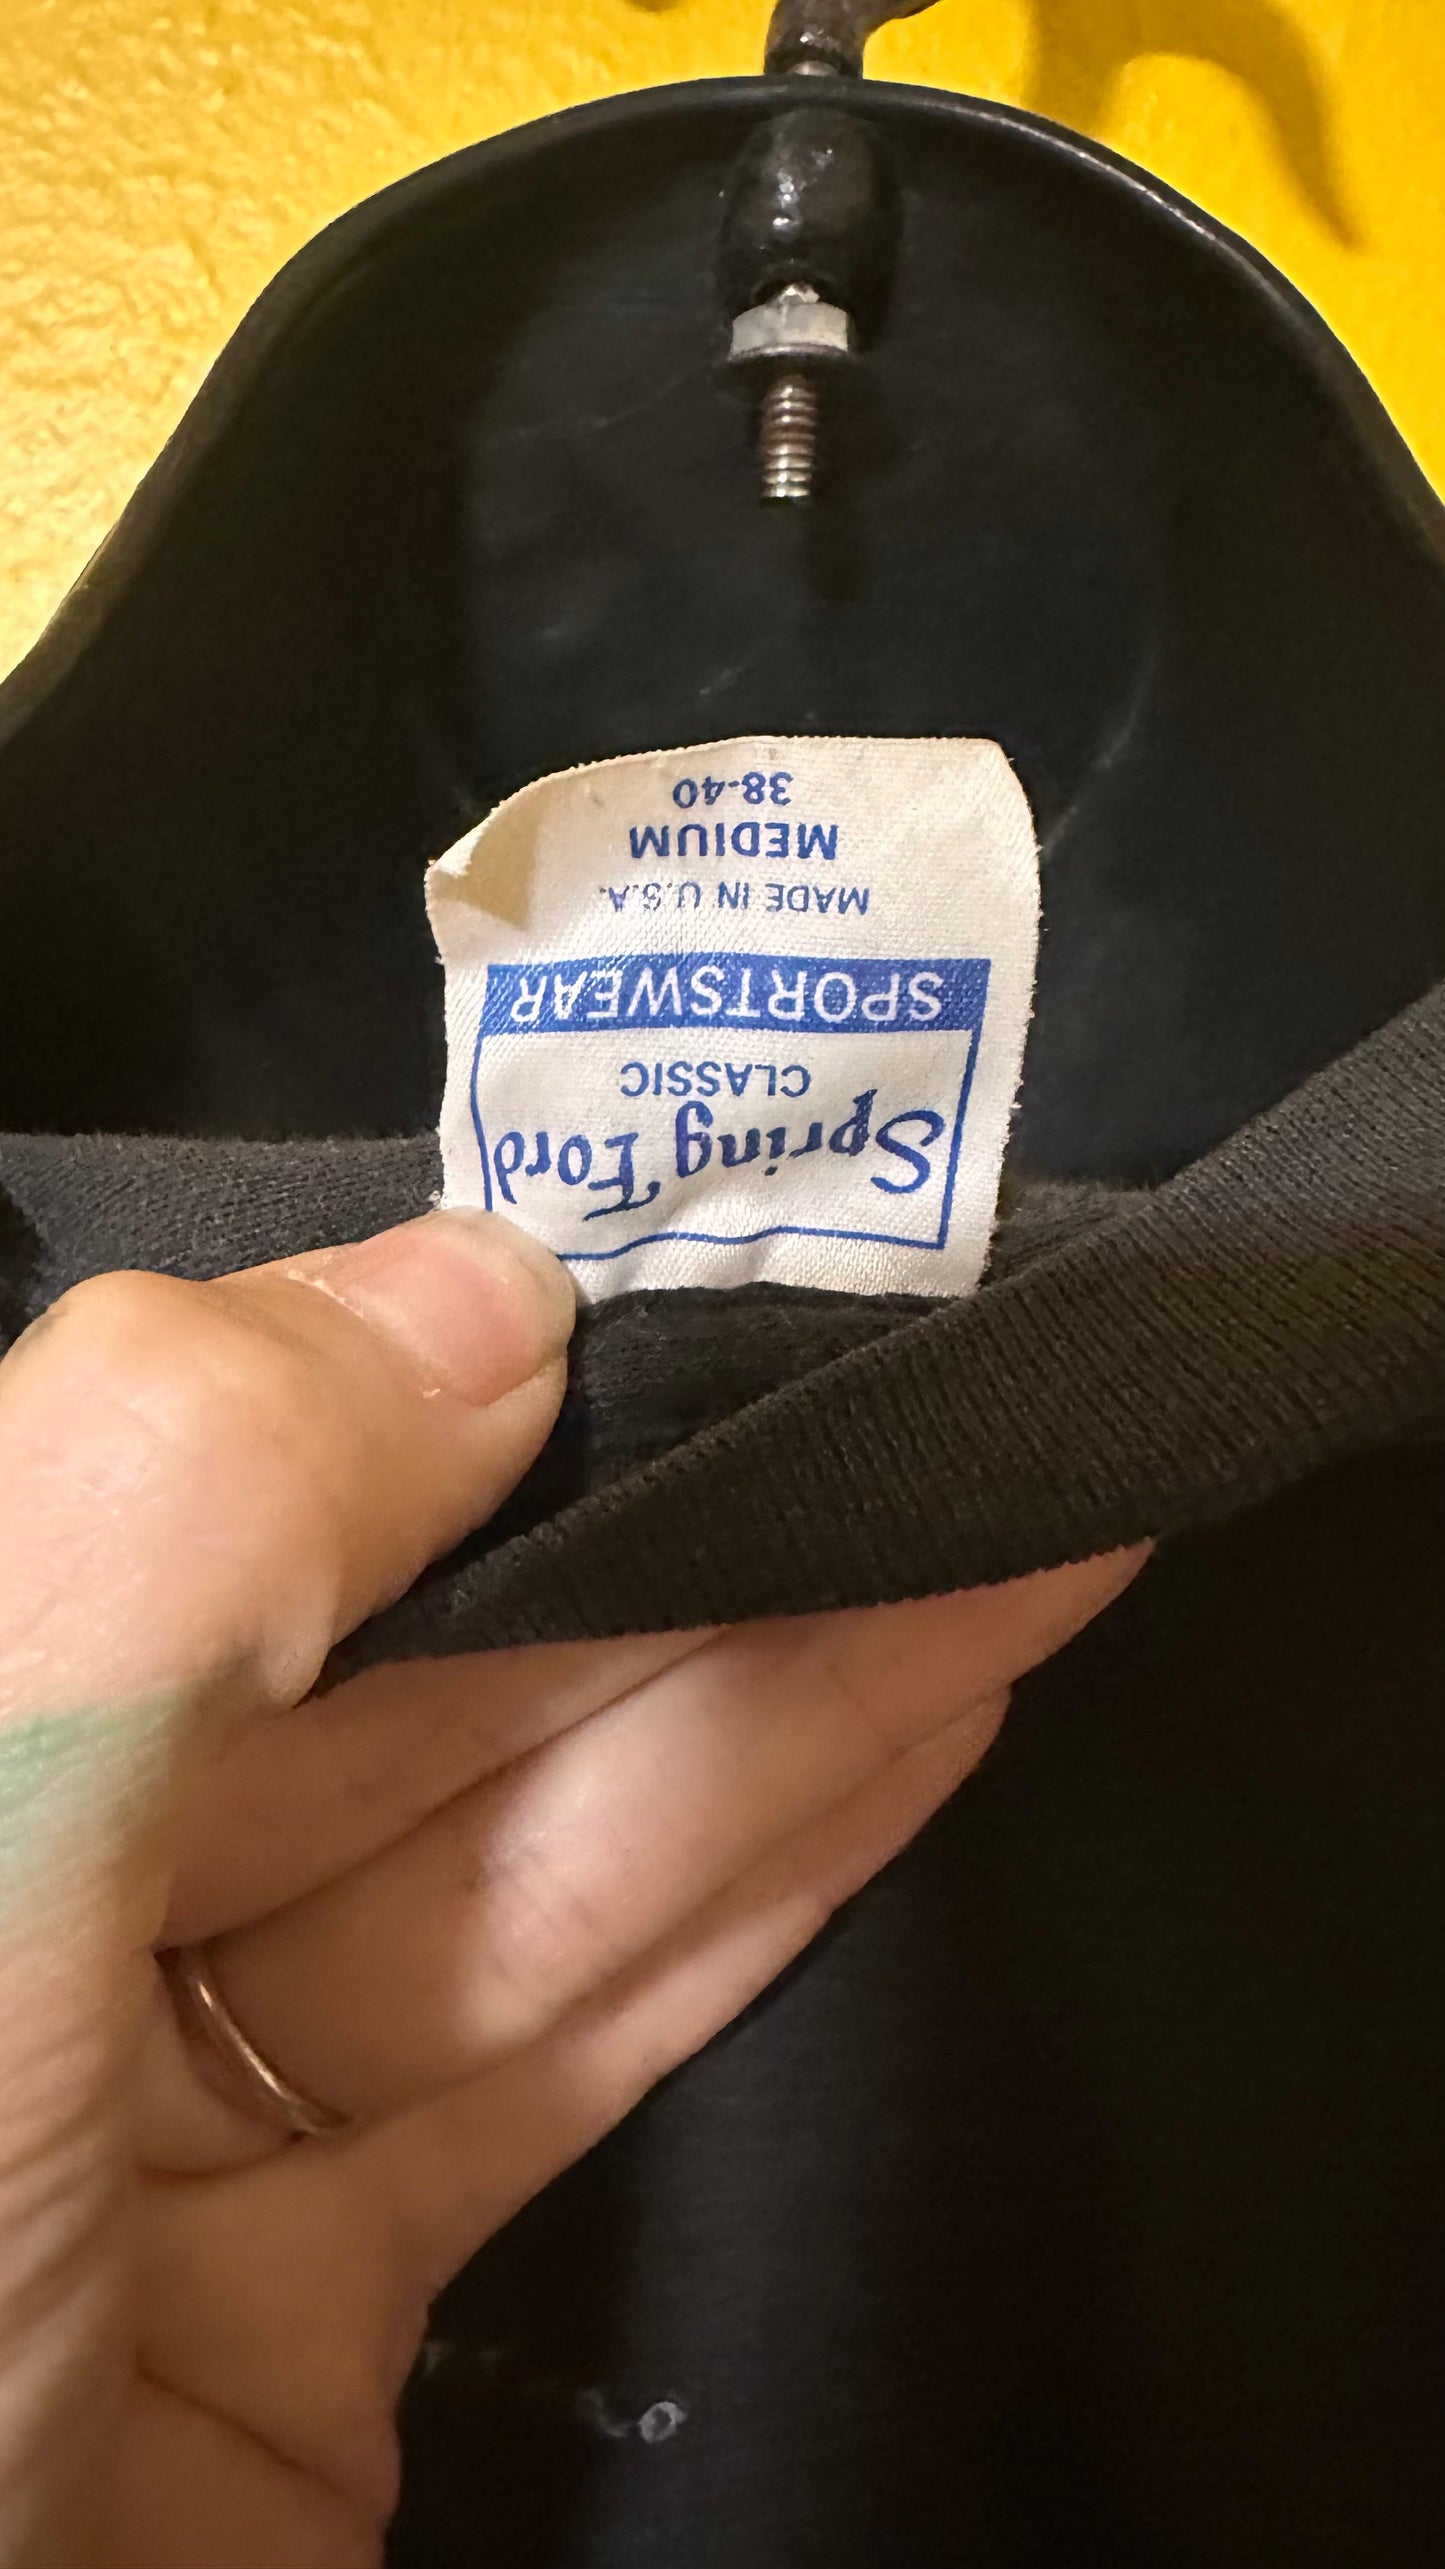 Spring Ford
CLASSIC
SPORTSWEAR
MADE IN U.S.A.
MEDIUM
38-40